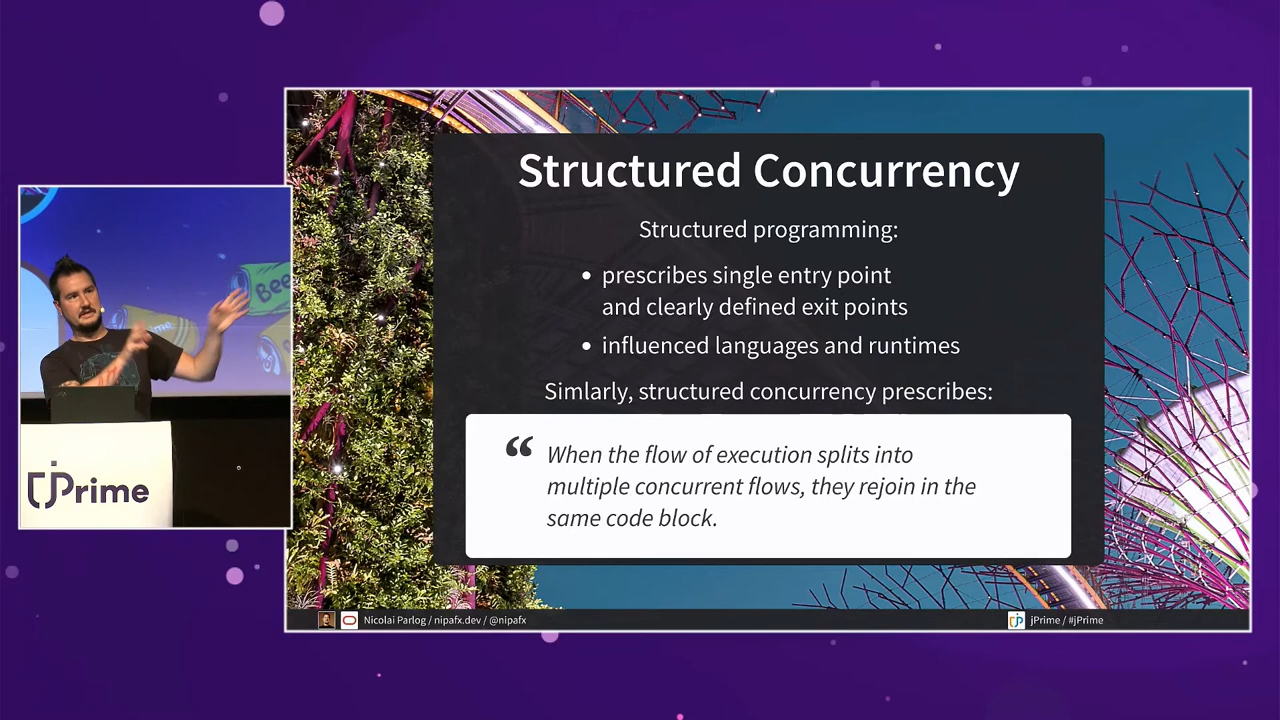 Structured Concurrency
Structured programming:
• prescribes single entry point
and clearly defined exit points
• influenced languages and runtimes
Simlarly, structured concurrency prescribes:
“ When the flow of execution splits into
multiple concurrent flows, they rejoin in the
same code block.
Nicolai Parlog / nipafx.dev / @nipafx
jPrime / #jPrime
Bee
jPrime